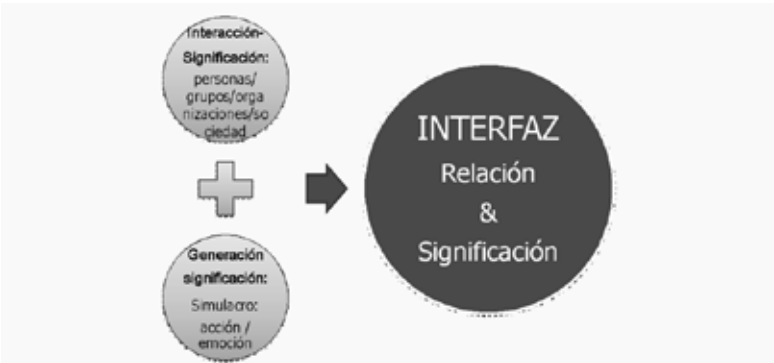 Interacción-
Significación:
personas/
grupos/orga
nizaciones/so
ciedad
Generación
significación:
Simulacro:
acción /
emoción
INTERFAZ
Relación
&
Significación